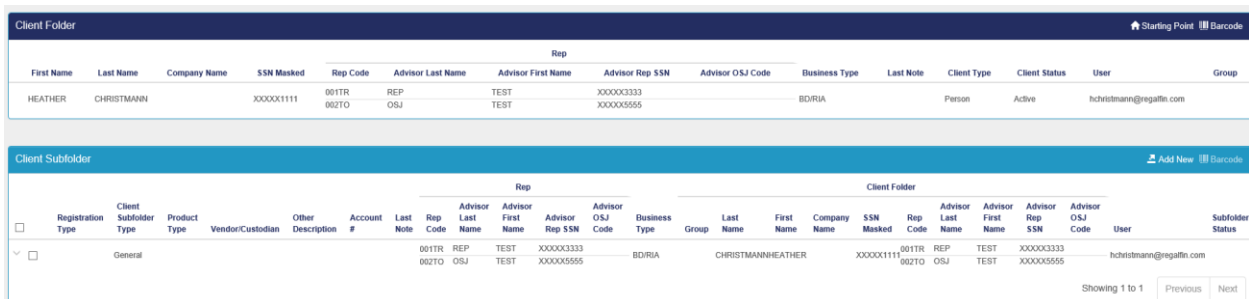 Client Folder Starting Point Barcode
Rep
First Name Last Name Company Name SSN Masked Rep Code Advisor Last Name Advisor First Name Advisor Rep SSN Advisor OSJ Code Business Type Last Note Client Type Client Status User Group
001TR REP TEST XXXXX3333
HEATHER CHRISTMANN XXXXX1111 BD/RIA Person Active hchristmann@regalfin.com
002TO OSJ TEST XXXXX5555
Client Subfolder Add New Barcode
Rep Client Folder
Advisor Advisor Advisor Advisor Advisor Advisor Advisor
Client
Registration Subfolder Product Other Account Last Rep Last First Advisor OSJ Business Last First Company SSN Rep Last First Rep OSJ Subfolder
Type Type Type Vendor/Custodian Description # Note Code Name Name Rep SSN Code Type Group Name Name Name Masked Code Name Name SSN Code User Status
001TR REP TEST XXXXX3333 001TR REP TEST XXXXX3333
General BD/RIA CHRISTMANNHEATHER XXXXX1111 hchristmann@regalfin.com
002TO OSJ TEST XXXXX5555 002TO OSJ TEST XXXXX5555
Showing 1 to 1 Previous Next